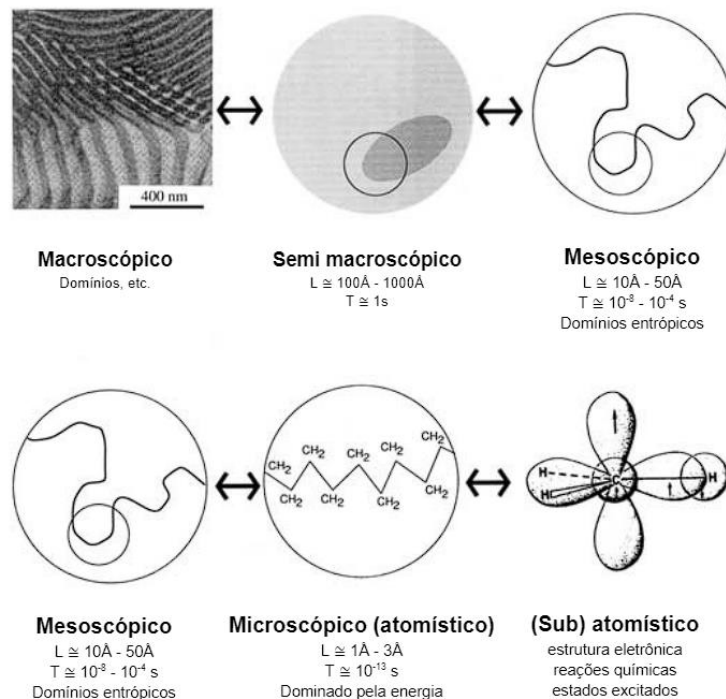 400 nm
Macroscópico
Domínios, etc.
Semi macroscópico
L ≅ 100Å - 1000Å
T ≅ 1s
Mesoscópico
L ≅ 10Å - 50Å
T ≅ 10⁻⁸ - 10⁻⁴ s
Domínios entrópicos
CH₂ CH₂ CH₂ CH₂
CH₂ CH₂ CH₂ CH₂
H C H
H
Mesoscópico
L ≅ 10Å - 50Å
T ≅ 10⁻⁸ - 10⁻⁴ s
Domínios entrópicos
Microscópico (atomístico)
L ≅ 1Å - 3Å
T ≅ 10⁻¹³ s
Dominado pela energia
(Sub) atomístico
estrutura eletrônica
reações químicas
estados excitados